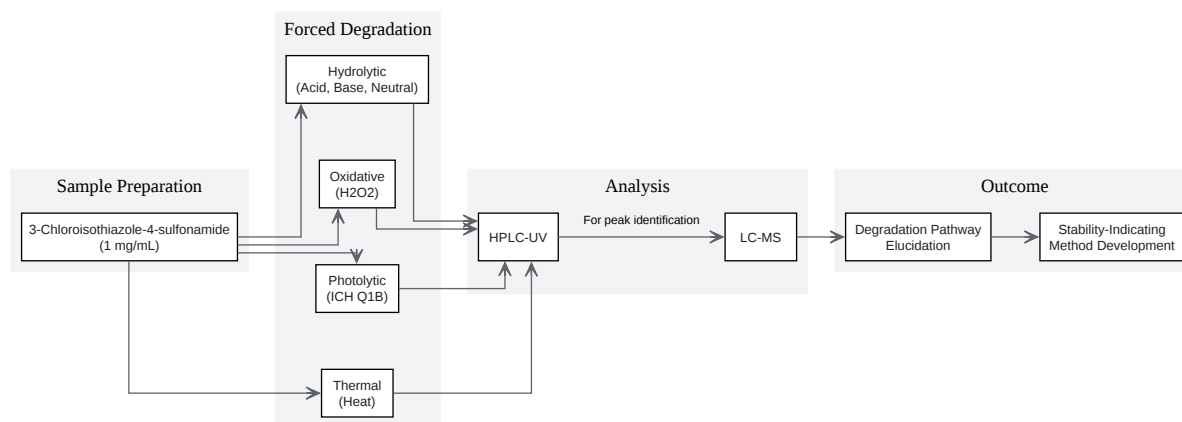 Forced Degradation
Hydrolytic
(Acid, Base, Neutral)
Oxidative
(H2O2)
Photolytic
(ICH Q1B)
Thermal
(Heat)
Sample Preparation
3-Chloroisothiazole-4-sulfonamide
(1 mg/mL)
Analysis
HPLC-UV
For peak identification
LC-MS
Outcome
Degradation Pathway
Elucidation
Stability-Indicating
Method Development